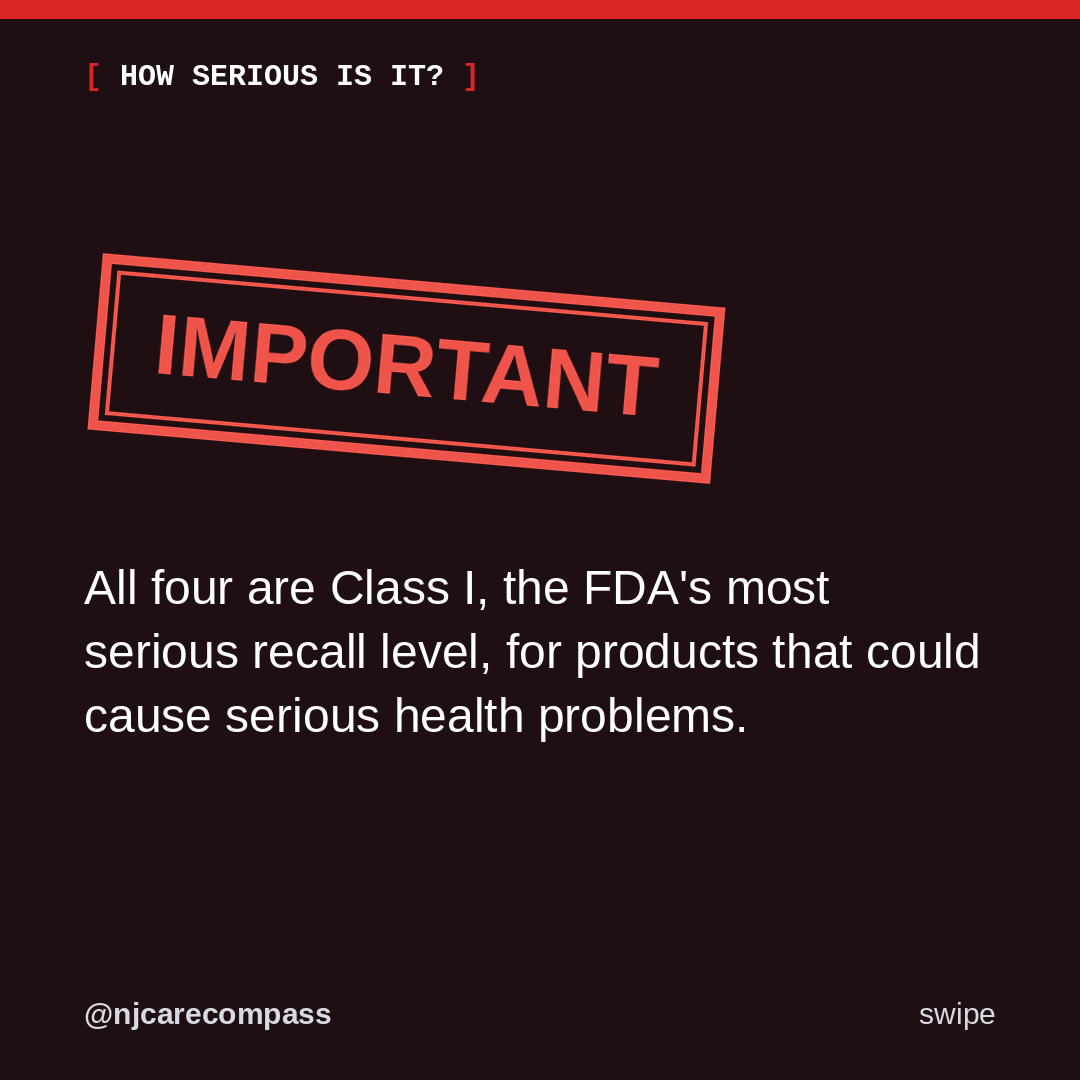 [ HOW SERIOUS IS IT? ]
IMPORTANT
All four are Class I, the FDA's most
serious recall level, for products that could
cause serious health problems.
@njcarecompass
swipe